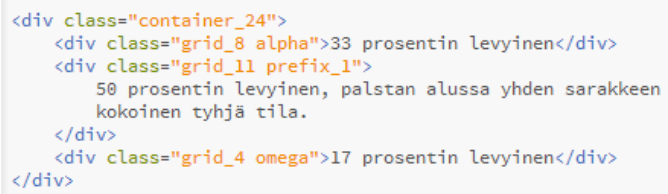 <div class="container_24">
<div class="grid_8 alpha">33 prosentin levyinen</div>
<div class="grid_11 prefix_1">
50 prosentin levyinen, palstan alussa yhden sarakkeen
kokoinen tyhjä tila.
</div>
<div class="grid_4 omega">17 prosentin levyinen</div>
</div>